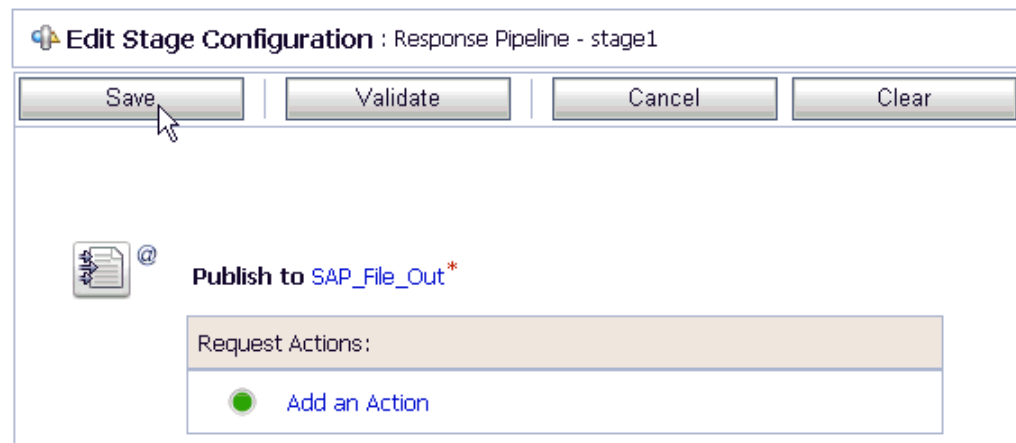 Edit Stage Configuration : Response Pipeline - stage1
Save Validate Cancel Clear
@
Publish to SAP_File_Out*
Request Actions:
Add an Action